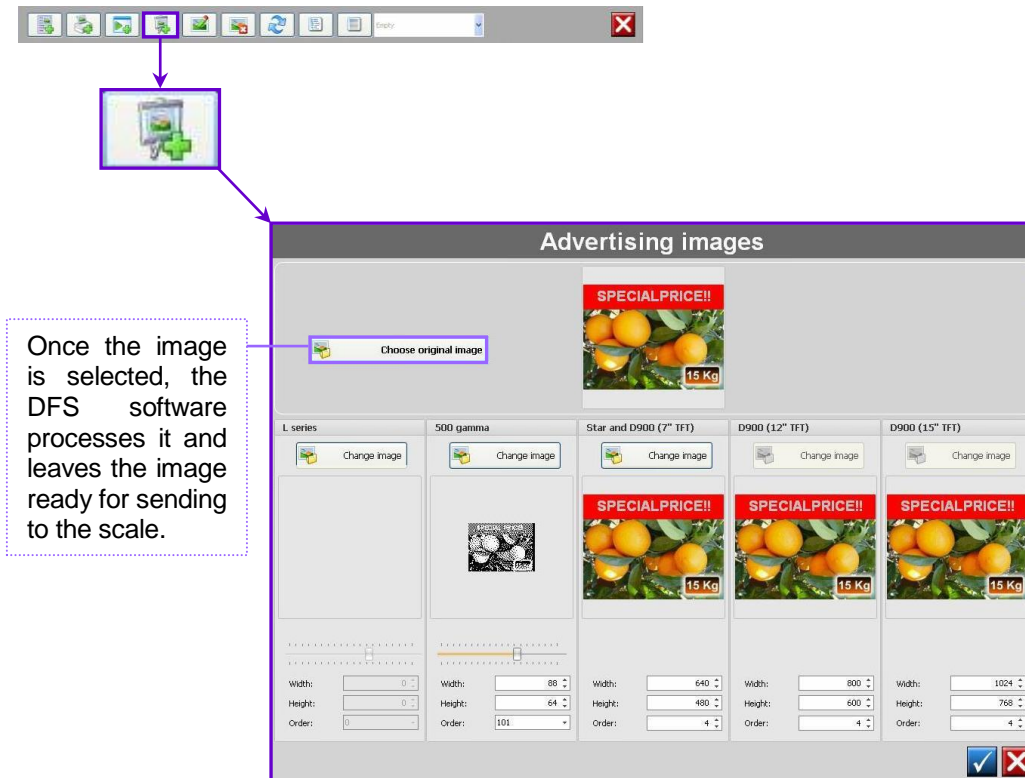 Empty
Advertising images
SPECIALPRICE!!
15 Kg
Choose original image
Once the image
is selected, the
DFS software
processes it and
leaves the image
ready for sending
to the scale.
L series
500 gamma
Star and D900 (7" TFT)
D900 (12" TFT)
D900 (15" TFT)
Change image
Change image
Change image
Change image
Change image
SPECIAL PRICE!!
SPECIALPRICE!!
SPECIALPRICE!!
SPECIALPRICE!!
15 Kg
15 Kg
15 Kg
Width: 0
Width: 88
Width: 640
Width: 800
Width: 1024
Height: 0
Height: 64
Height: 480
Height: 600
Height: 768
Order: 0
Order: 101
Order: 4
Order: 4
Order: 4